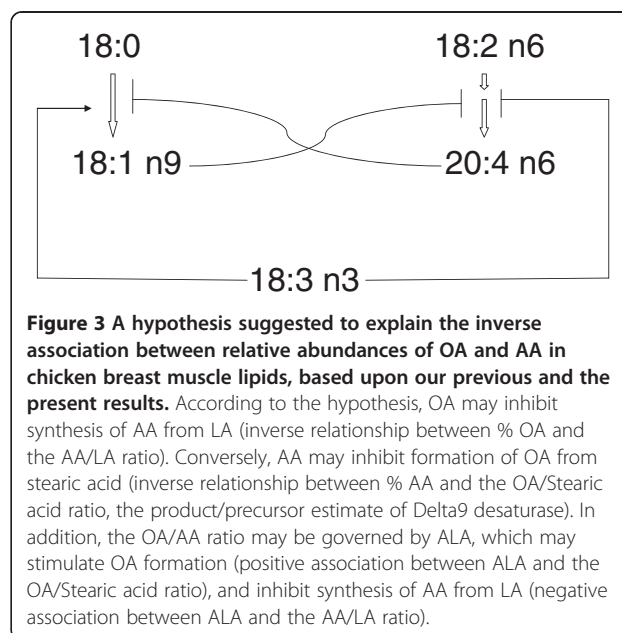 18:0 18:2 n6
18:1 n9 20:4 n6
18:3 n3
Figure 3 A hypothesis suggested to explain the inverse
association between relative abundances of OA and AA in
chicken breast muscle lipids, based upon our previous and the
present results. According to the hypothesis, OA may inhibit
synthesis of AA from LA (inverse relationship between % OA and
the AA/LA ratio). Conversely, AA may inhibit formation of OA from
stearic acid (inverse relationship between % AA and the OA/Stearic
acid ratio, the product/precursor estimate of Delta9 desaturase). In
addition, the OA/AA ratio may be governed by ALA, which may
stimulate OA formation (positive association between ALA and the
OA/Stearic acid ratio), and inhibit synthesis of AA from LA (negative
association between ALA and the AA/LA ratio).